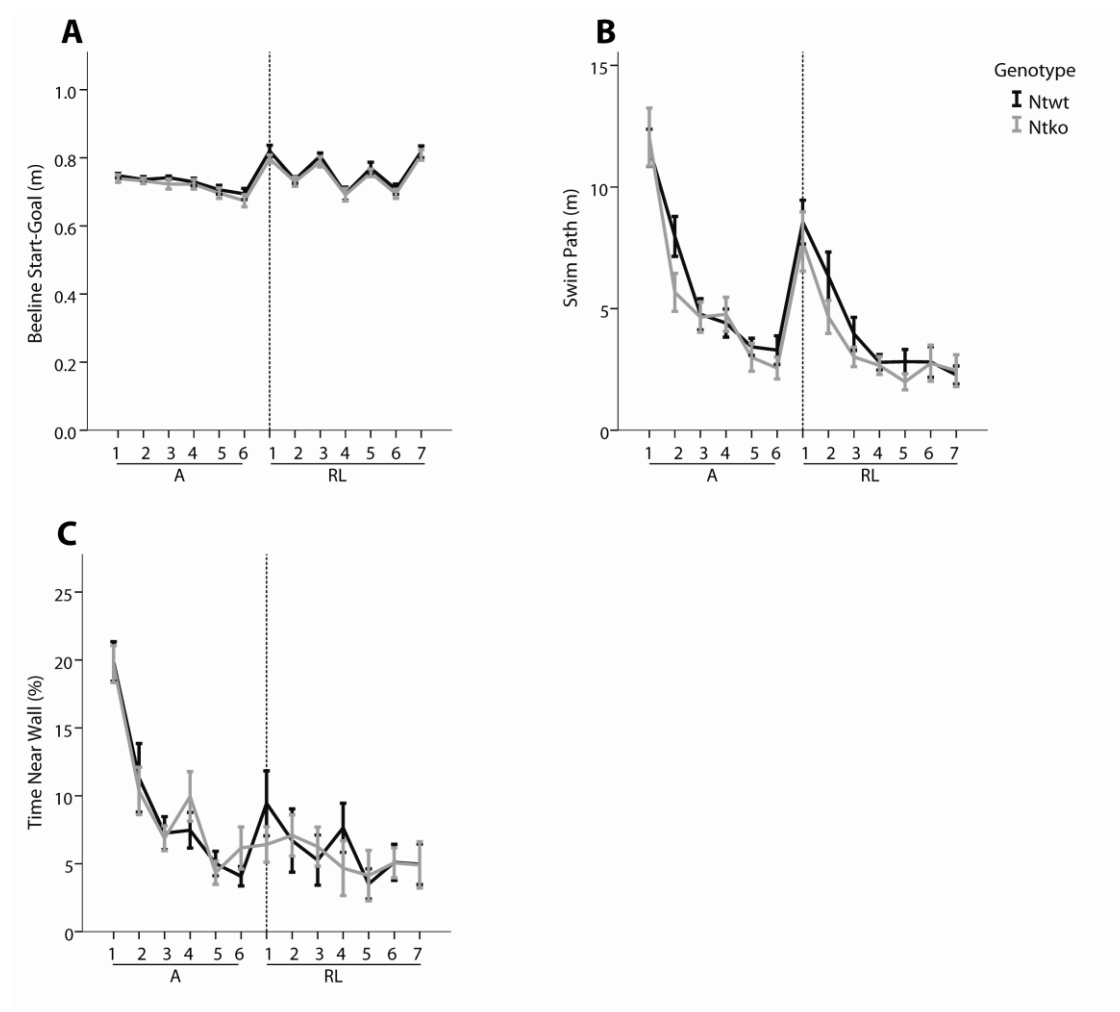 A
Beeline Start-Goal (m)
1.0
0.8
0.6
0.4
0.2
0.0
1 2 3 4 5 6 1 2 3 4 5 6 7
A RL
B
Swim Path (m)
15
10
5
0
1 2 3 4 5 6 1 2 3 4 5 6 7
A RL
Genotype
Ntwt
Ntko
C
Time Near Wall (%)
25
20
15
10
5
0
1 2 3 4 5 6 1 2 3 4 5 6 7
A RL